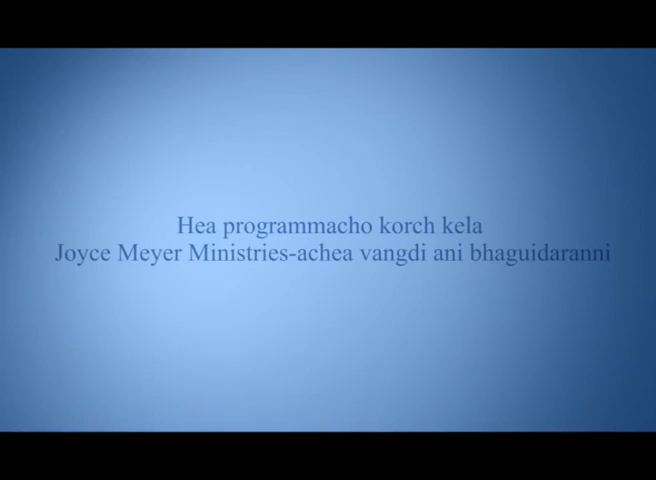 Hea programmacho korch kela
Joyce Meyer Ministries-achea vangdi ani bhaguidaranni